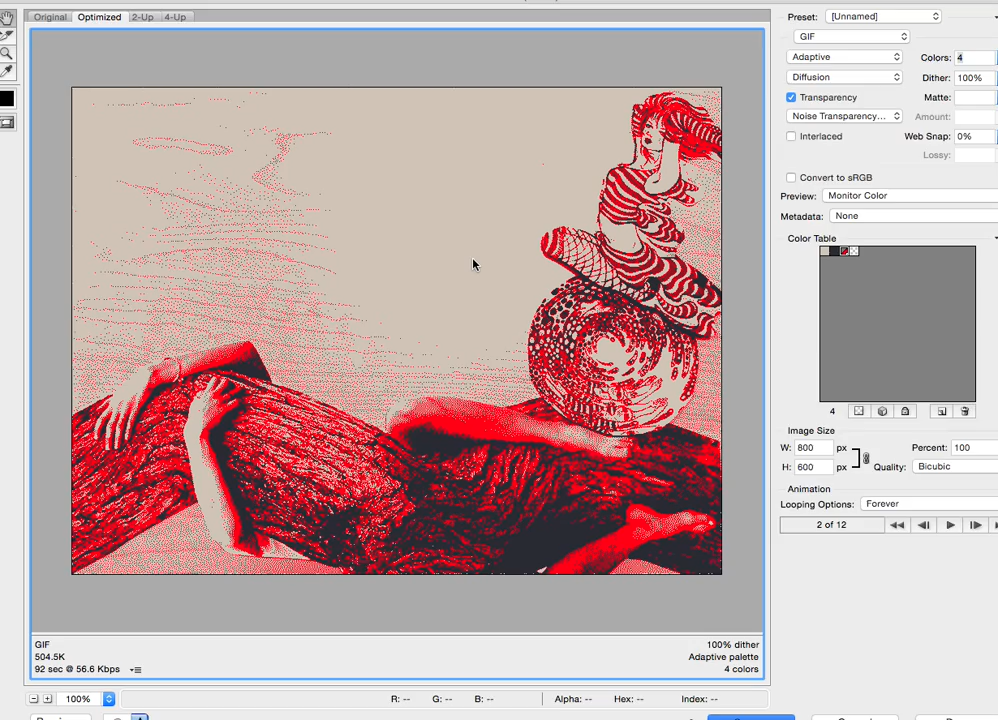 Original Optimized 2-Up 4-Up
Preset: [Unnamed]
GIF
Adaptive Colors: 4
Diffusion Dither: 100%
Transparency Matte:
Noise Transparency... Amount:
Interlaced Web Snap: 0%
Lossy:
Convert to sRGB
Preview: Monitor Color
Metadata: None
Color Table
4
Image Size
W: 800 px Percent: 100
H: 600 px Quality: Bicubic
Animation
Looping Options: Forever
2 of 12
GIF 100% dither
504.5K Adaptive palette
92 sec @ 56.6 Kbps 4 colors
100% R: -- G: -- B: -- Alpha: -- Hex: -- Index: --